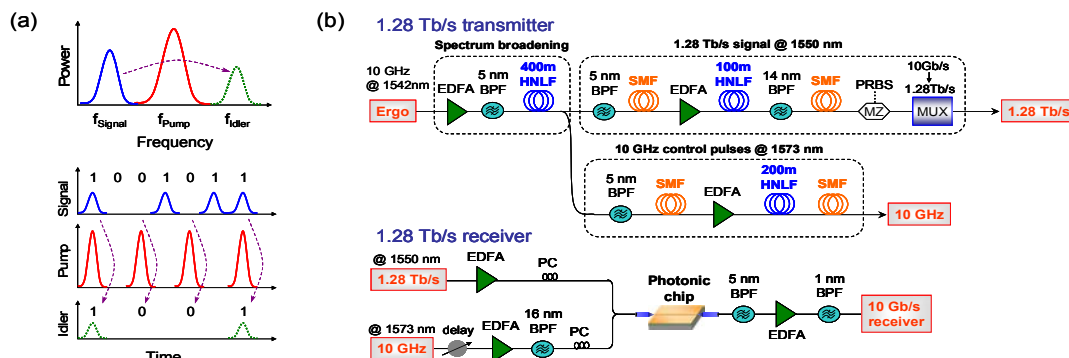 (a)
Power
f_Signal f_Pump f_Idler
Frequency
Signal
1 0 0 1 0 1 1
Pump
Idler
1 0 0 1
Time
(b)
1.28 Tb/s transmitter
Spectrum broadening
10 GHz
@ 1542nm
Ergo
EDFA
5 nm
BPF
400m
HNLF
1.28 Tb/s signal @ 1550 nm
5 nm
BPF
SMF
EDFA
100m
HNLF
14 nm
BPF
SMF
PRBS
MZ
10Gb/s
1.28Tb/s
MUX
1.28 Tb/s
10 GHz control pulses @ 1573 nm
5 nm
BPF
SMF
EDFA
200m
HNLF
SMF
10 GHz
1.28 Tb/s receiver
@ 1550 nm
1.28 Tb/s
EDFA
PC
@ 1573 nm
10 GHz
delay
EDFA
16 nm
BPF
PC
Photonic
chip
5 nm
BPF
EDFA
1 nm
BPF
10 Gb/s
receiver